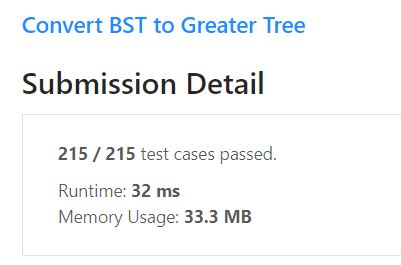 Convert BST to Greater Tree
Submission Detail
215 / 215 test cases passed.
Runtime: 32 ms
Memory Usage: 33.3 MB